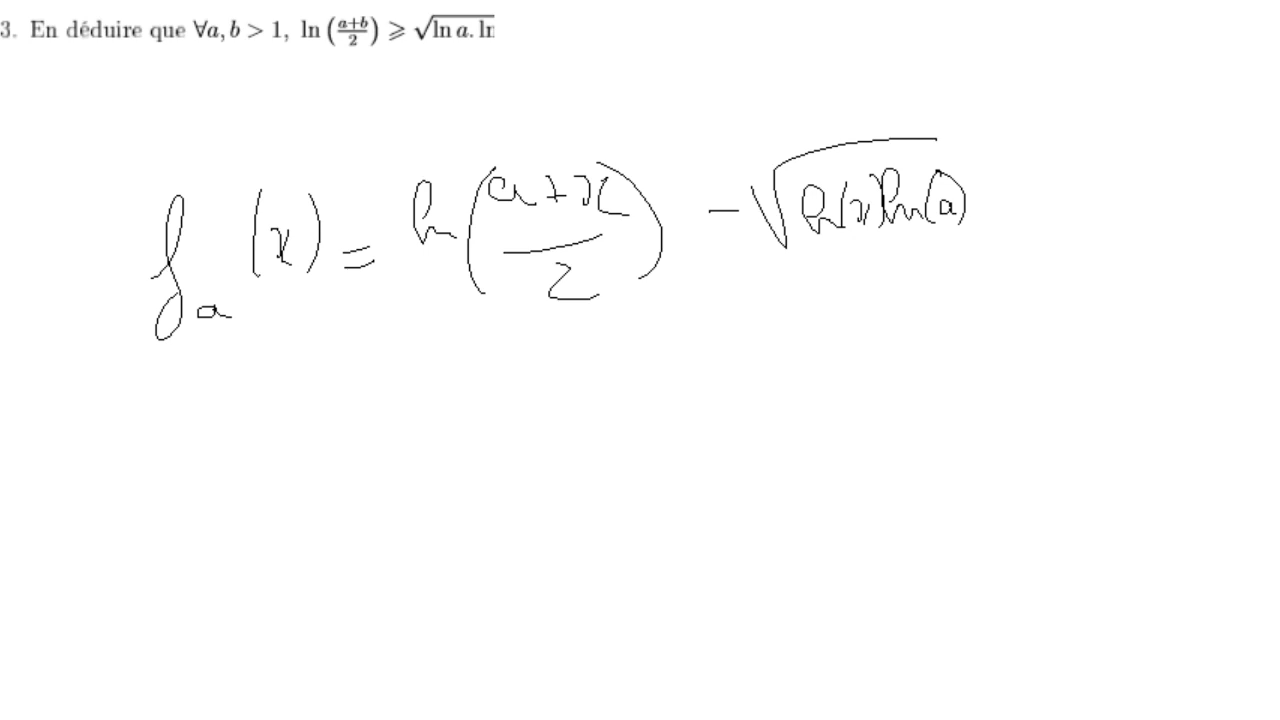 3. En déduire que ∀a, b > 1, ln((a+b)/2) ⩾ √(ln a. ln
f_a(x) = ln((a+x)/2) - √(ln(x)ln(a))